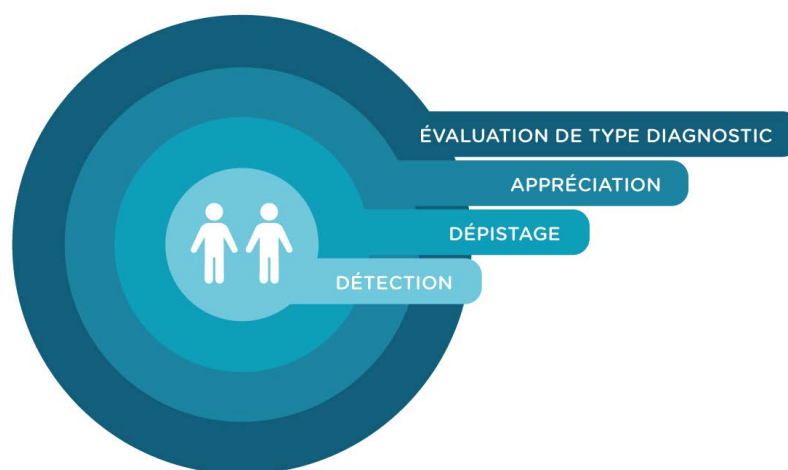 ÉVALUATION DE TYPE DIAGNOSTIC
APPRÉCIATION
DÉPISTAGE
DÉTECTION